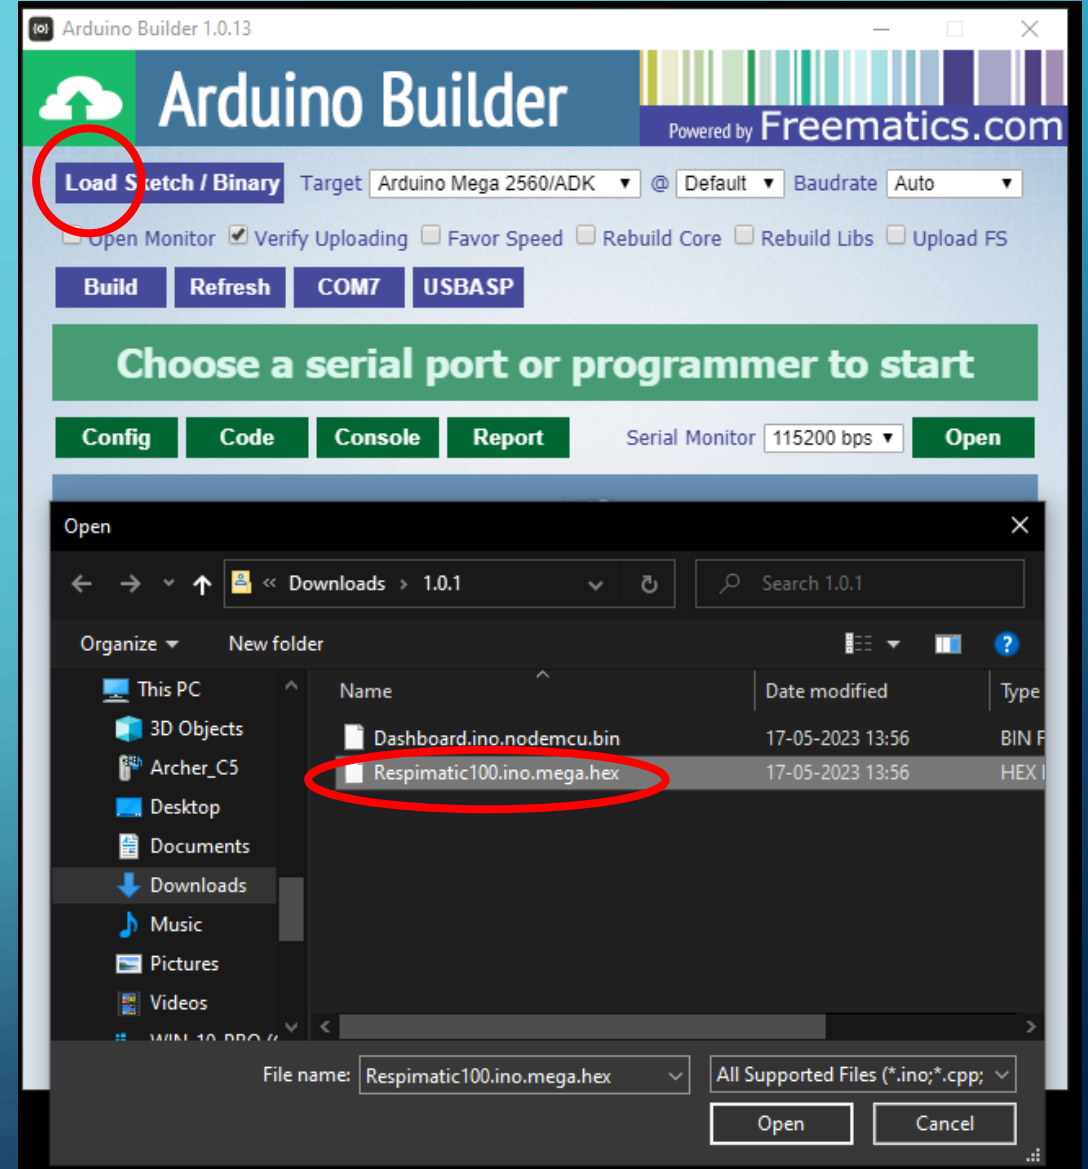 Arduino Builder 1.0.13
Arduino Builder
Powered by Freematics.com
Load Sketch / Binary Target Arduino Mega 2560/ADK @ Default Baudrate Auto
Open Monitor Verify Uploading Favor Speed Rebuild Core Rebuild Libs Upload FS
Build Refresh COM7 USBASP
Choose a serial port or programmer to start
Config Code Console Report Serial Monitor 115200 bps Open
Open
« Downloads › 1.0.1 Search 1.0.1
Organize New folder
This PC
3D Objects
Archer_C5
Desktop
Documents
Downloads
Music
Pictures
Videos
Name Date modified Type
Dashboard.ino.nodemcu.bin 17-05-2023 13:56 BIN F
Respimatic100.ino.mega.hex 17-05-2023 13:56 HEX
File name: Respimatic100.ino.mega.hex All Supported Files (*.ino;*.cpp;
Open Cancel